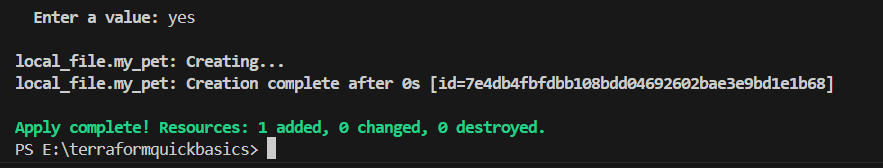 Enter a value: yes
local_file.my_pet: Creating...
local_file.my_pet: Creation complete after 0s [id=7e4db4fbfdbb108bdd04692602bae3e9bd1e1b68]
Apply complete! Resources: 1 added, 0 changed, 0 destroyed.
PS E:\terraformquickbasics>